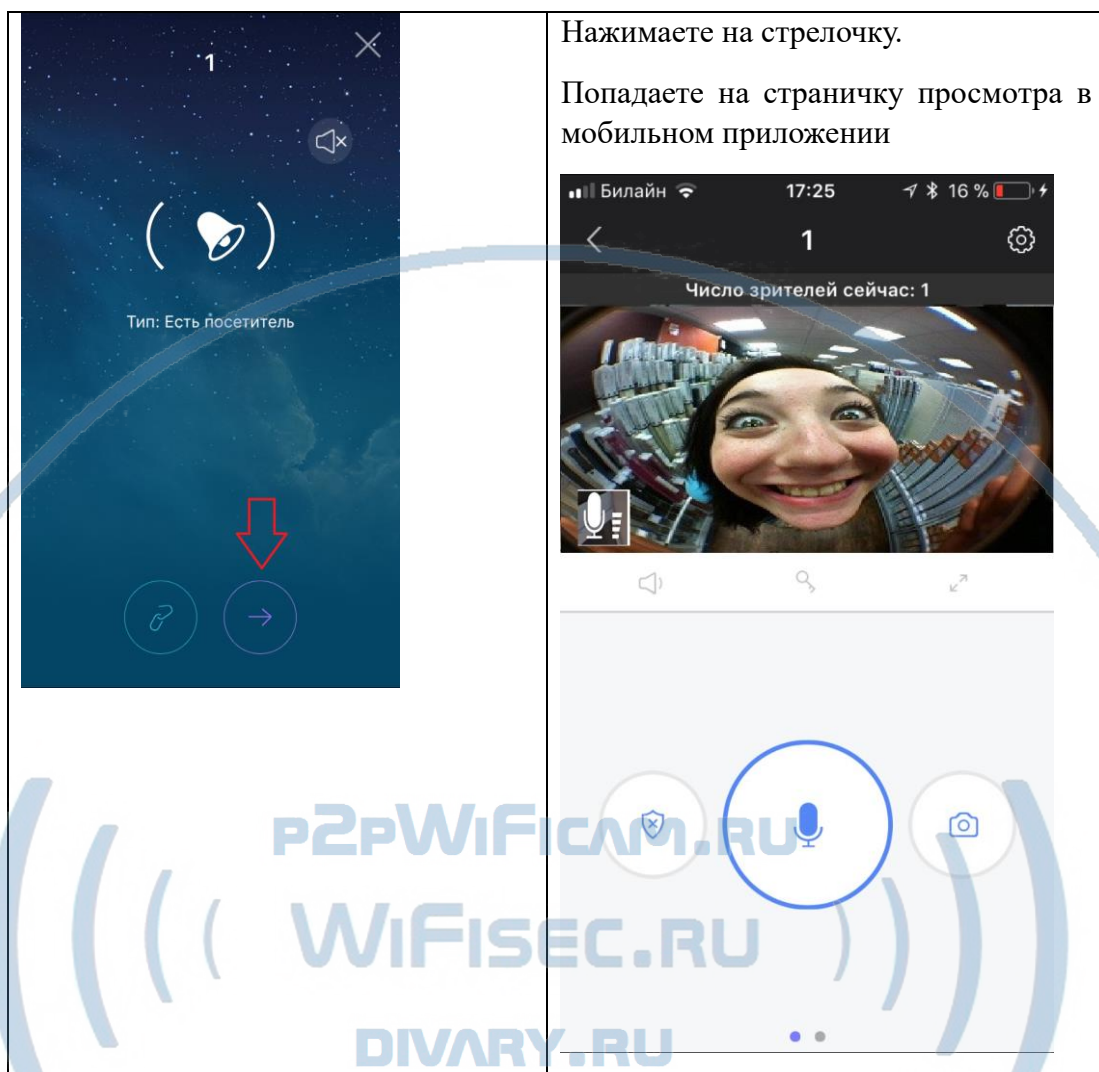 1
Тип: Есть посетитель
Нажимаете на стрелочку.
Попадаете на страничку просмотра в
мобильном приложении
Билайн 17:25 16 %
1
Число зрителей сейчас: 1
P2PWIFICAM.RU
WIFISEC.RU
DIVARY.RU